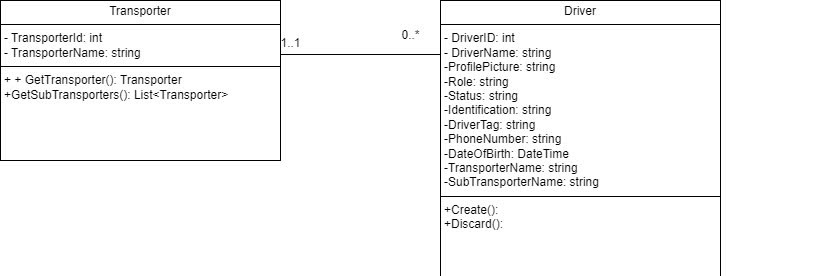 Transporter
- TransporterId: int
- TransporterName: string
+ + GetTransporter(): Transporter
+GetSubTransporters(): List<Transporter>
1..1
0..*
Driver
- DriverID: int
- DriverName: string
-ProfilePicture: string
-Role: string
-Status: string
-Identification: string
-DriverTag: string
-PhoneNumber: string
-DateOfBirth: DateTime
-TransporterName: string
-SubTransporterName: string
+Create():
+Discard():